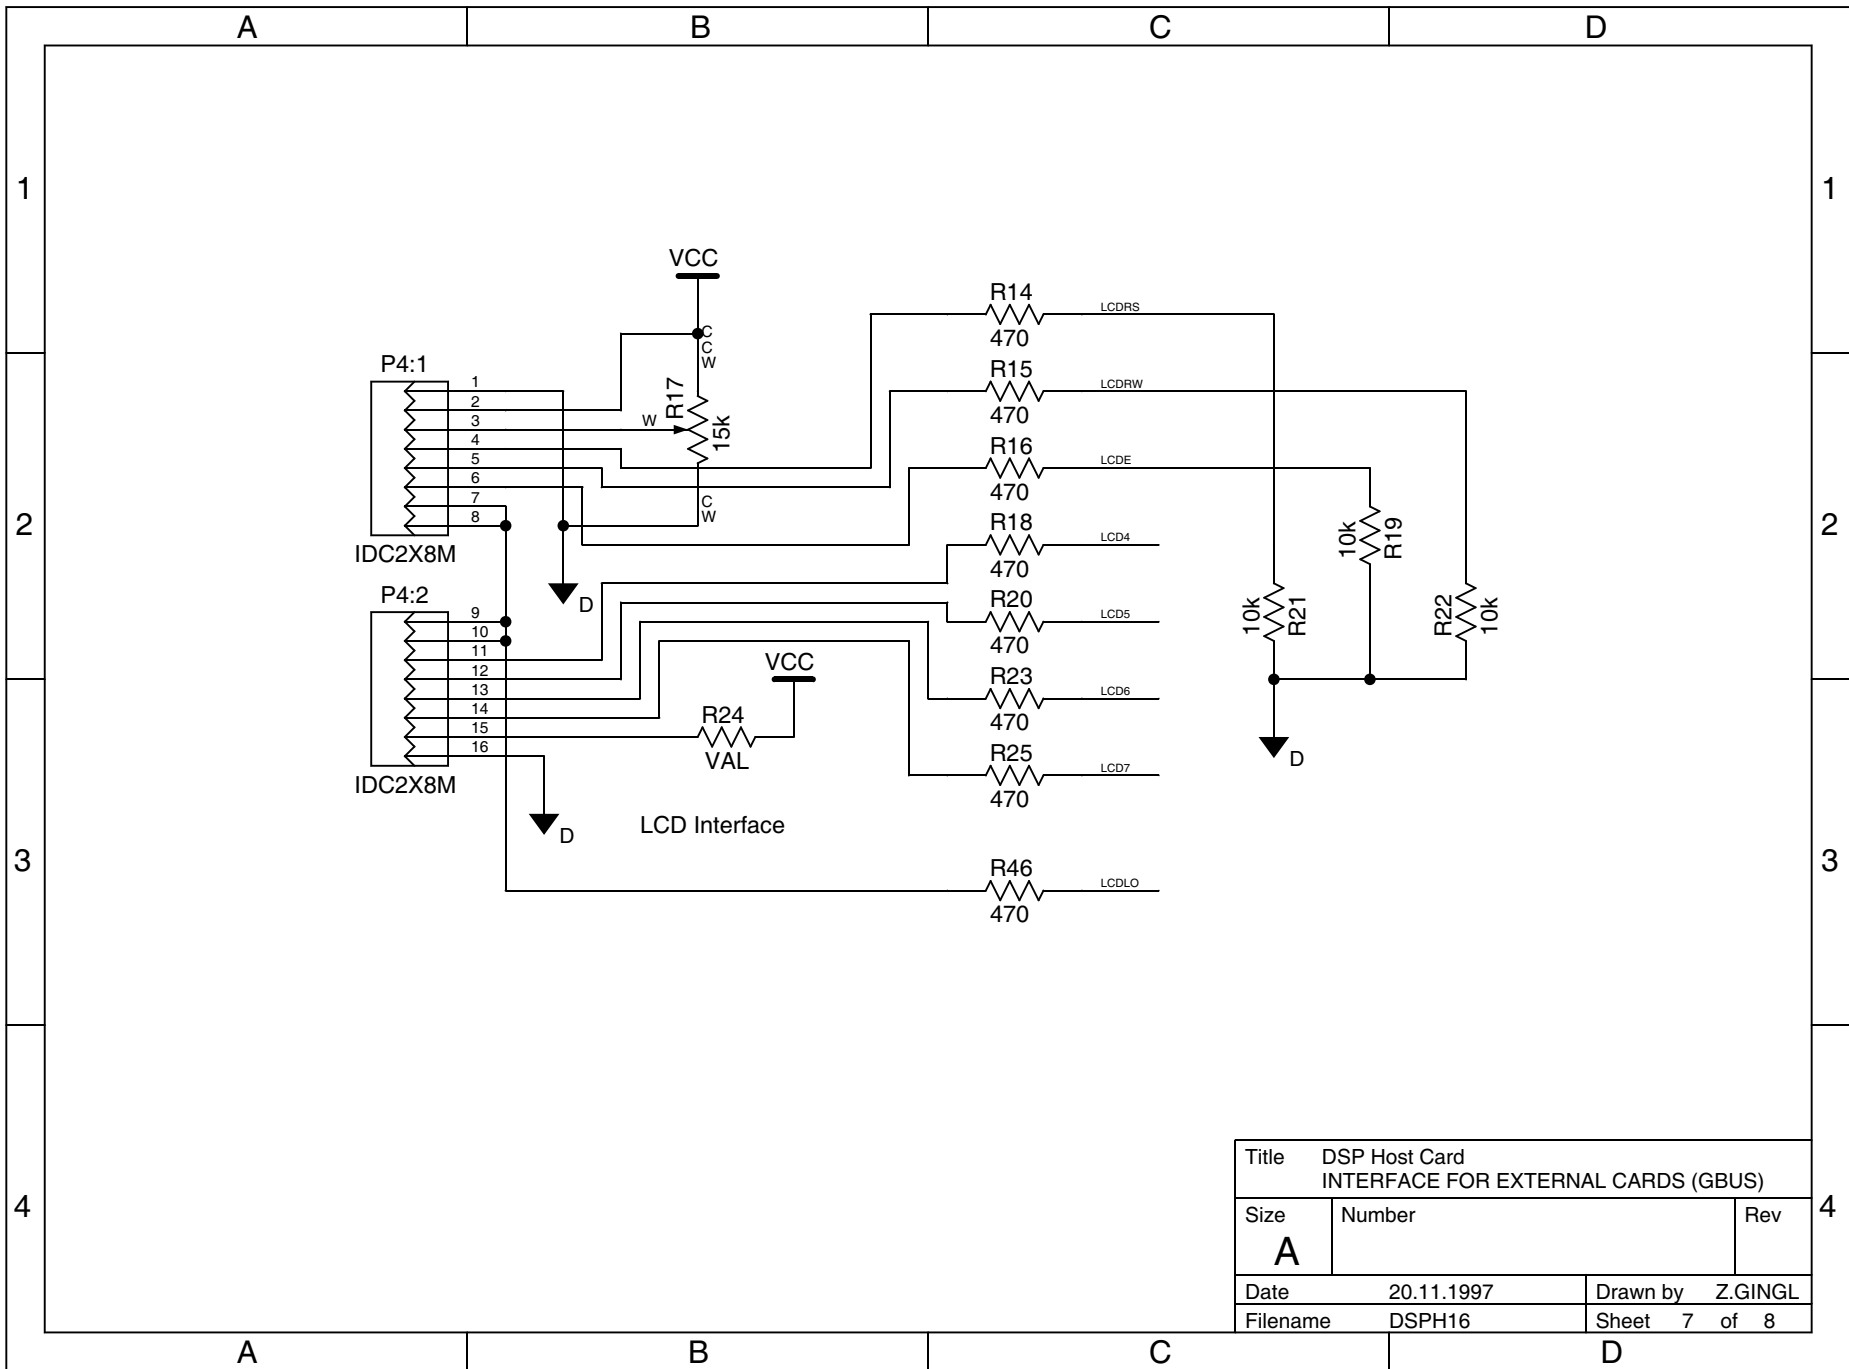 A B C D
1 1
VCC
R14
LCDRS
470
C
C
W
P4:1
R15
LCDRW
470
1
2
3
4
5
6
7
8
W
R17
15k
R16
LCDE
470
C
W
2 2
IDC2X8M
R18
LCD4
470
10k
R19
D
P4:2
R20
LCD5
470
10k
R21
R22
10k
9
10
11
12
13
14
15
16
VCC
R23
LCD6
470
R24
VAL
R25
LCD7
470
D
IDC2X8M
D
LCD Interface
3 3
R46
LCDLO
470
4 4
Title DSP Host Card
INTERFACE FOR EXTERNAL CARDS (GBUS)
Size Number Rev
A
Date 20.11.1997 Drawn by Z.GINGL
Filename DSPH16 Sheet 7 of 8
A B C D